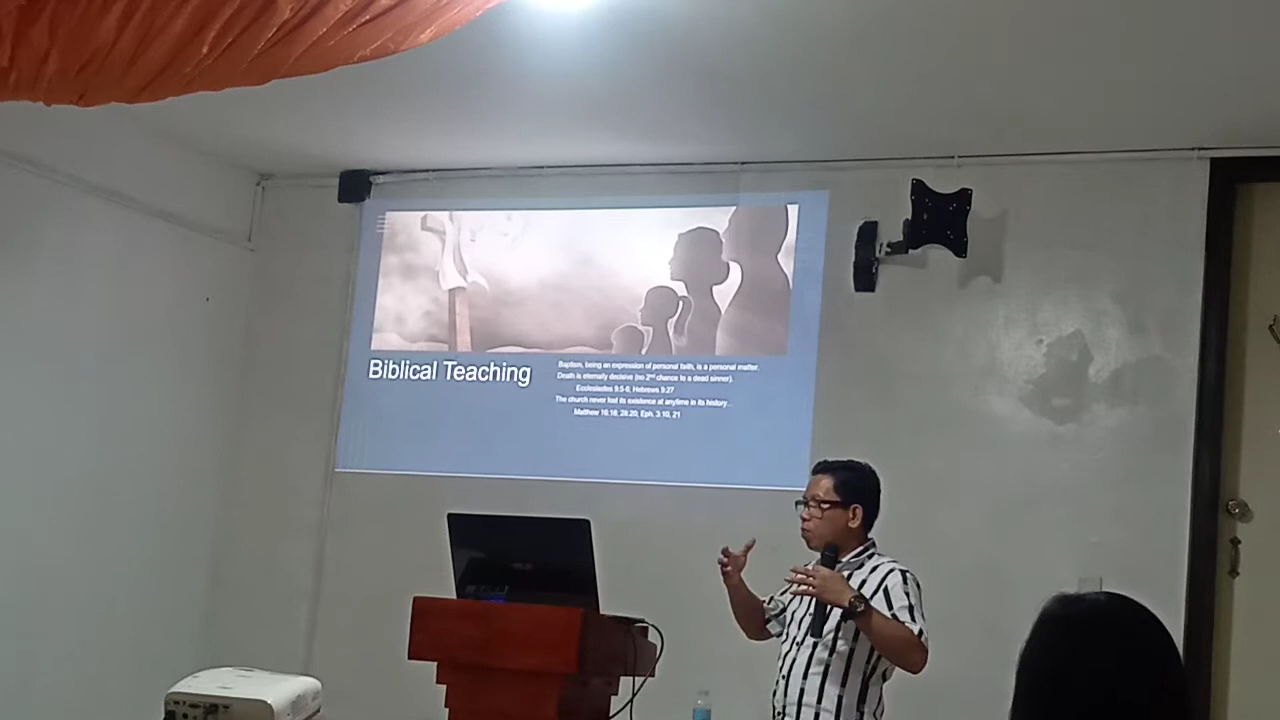 Biblical Teaching
Baptism, being an expression of personal faith, is a personal matter.
Death is eternally decisive (no 2nd chance to a dead sinner).
Ecclesiastes 9:5-6; Hebrews 9:27
The church never lost its existence at anytime in its history...
Matthew 16:18; 28:20; Eph. 3:10, 21